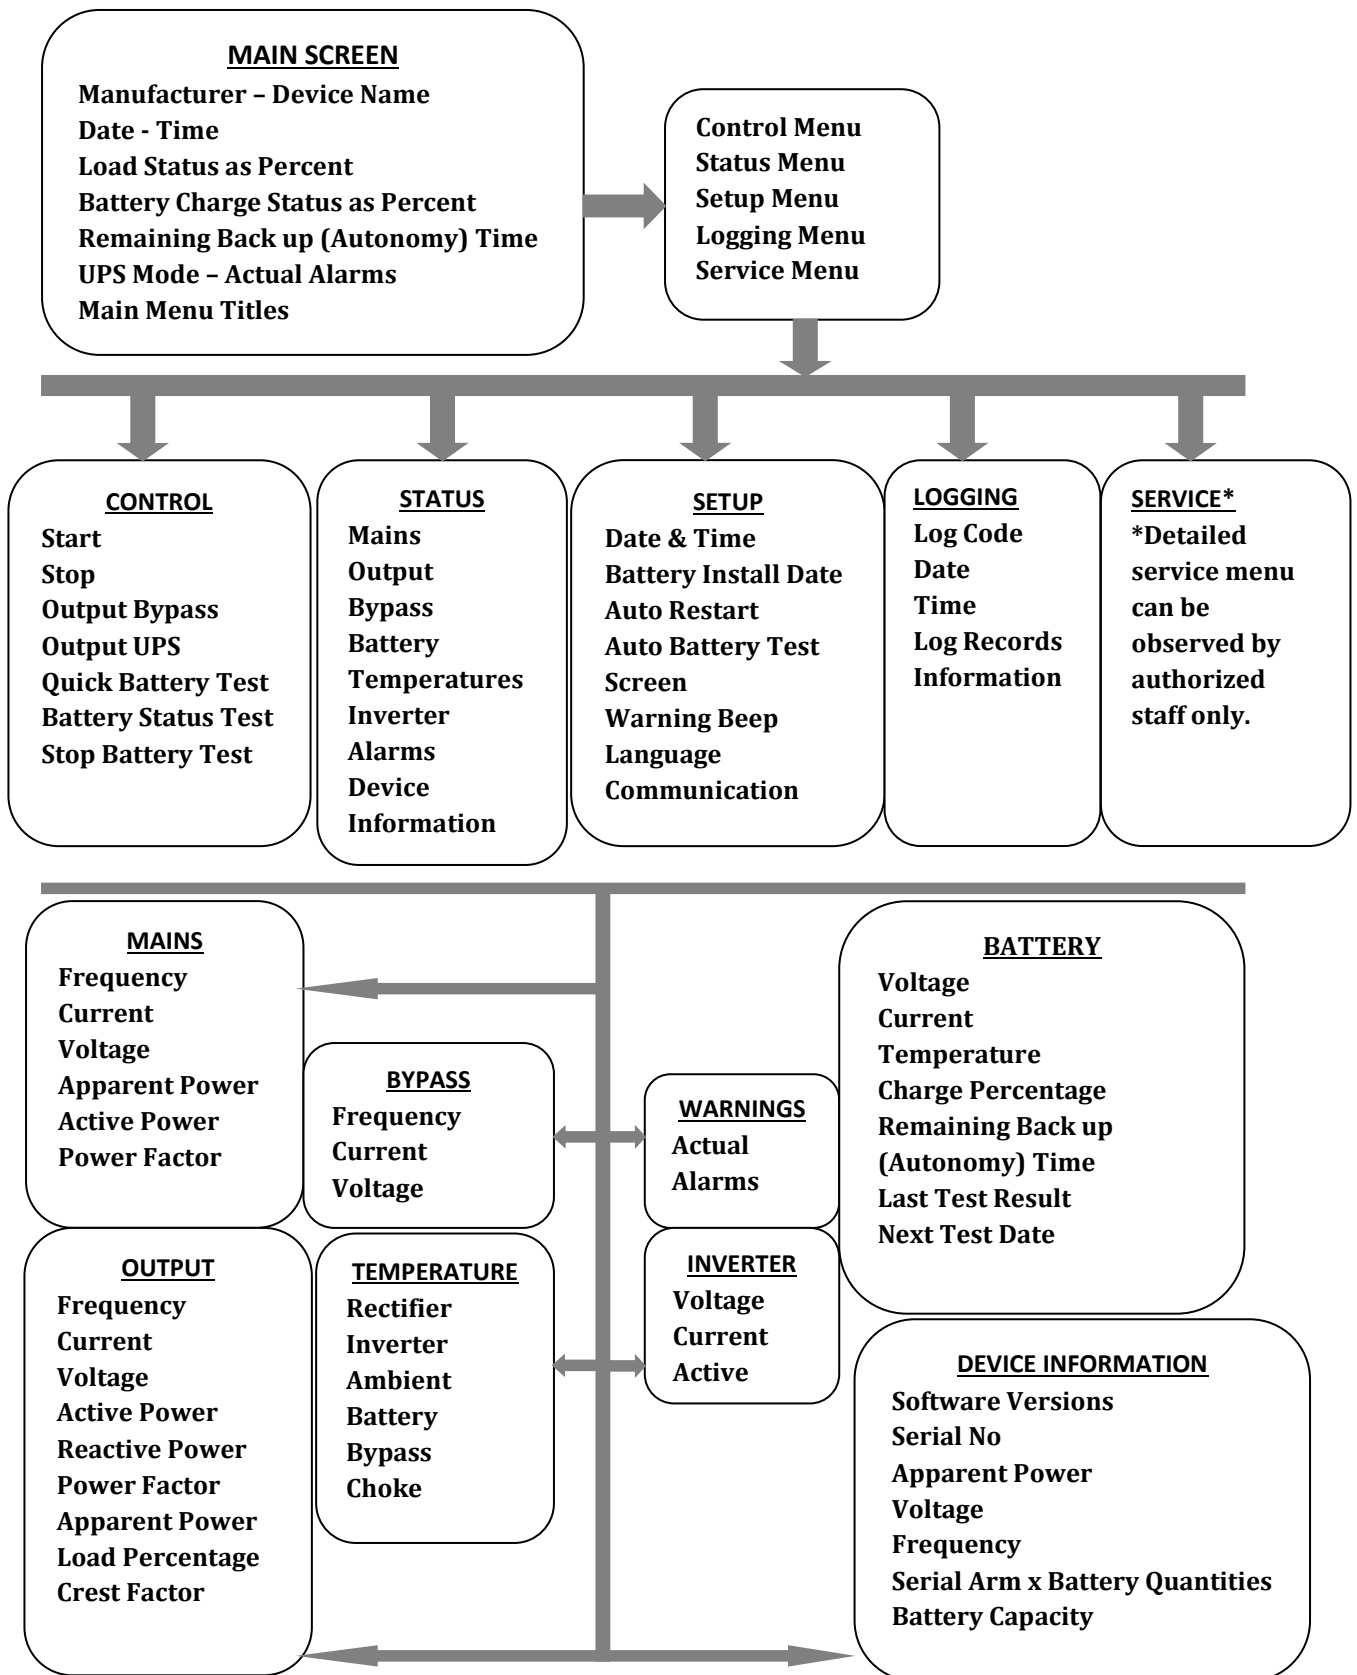 MAIN SCREEN
Manufacturer – Device Name
Date - Time
Load Status as Percent
Battery Charge Status as Percent
Remaining Back up (Autonomy) Time
UPS Mode – Actual Alarms
Main Menu Titles
Control Menu
Status Menu
Setup Menu
Logging Menu
Service Menu
CONTROL
Start
Stop
Output Bypass
Output UPS
Quick Battery Test
Battery Status Test
Stop Battery Test
STATUS
Mains
Output
Bypass
Battery
Temperatures
Inverter
Alarms
Device
Information
SETUP
Date & Time
Battery Install Date
Auto Restart
Auto Battery Test
Screen
Warning Beep
Language
Communication
LOGGING
Log Code
Date
Time
Log Records
Information
SERVICE*
*Detailed
service menu
can be
observed by
authorized
staff only.
MAINS
Frequency
Current
Voltage
Apparent Power
Active Power
Power Factor
BYPASS
Frequency
Current
Voltage
WARNINGS
Actual
Alarms
BATTERY
Voltage
Current
Temperature
Charge Percentage
Remaining Back up
(Autonomy) Time
Last Test Result
Next Test Date
OUTPUT
Frequency
Current
Voltage
Active Power
Reactive Power
Power Factor
Apparent Power
Load Percentage
Crest Factor
TEMPERATURE
Rectifier
Inverter
Ambient
Battery
Bypass
Choke
INVERTER
Voltage
Current
Active
DEVICE INFORMATION
Software Versions
Serial No
Apparent Power
Voltage
Frequency
Serial Arm x Battery Quantities
Battery Capacity